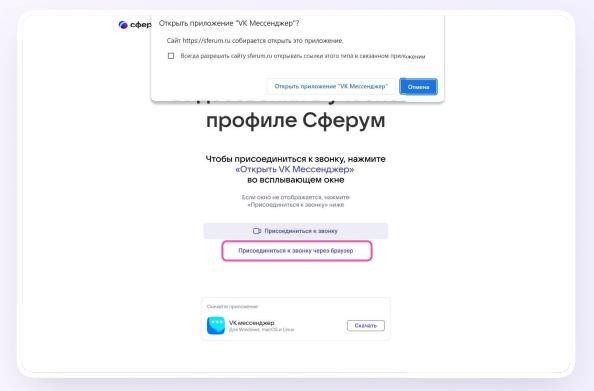 Открыть приложение "VK Мессенджер"?
сфер
Сайт https://sferum.ru собирается открыть это приложение.
Всегда разрешать сайту sferum.ru открывать ссылки этого типа в связанном приложении
Открыть приложение "VK Мессенджер"
Отмена
профиле Сферум
Чтобы присоединиться к звонку, нажмите
«Открыть VK Мессенджер»
во всплывающем окне
Если окно не отображается, нажмите
«Присоединиться к звонку» ниже
Присоединиться к звонку
Присоединиться к звонку через браузер
Скачайте приложение
VK мессенджер
Для Windows, macOS и Linux
Скачать